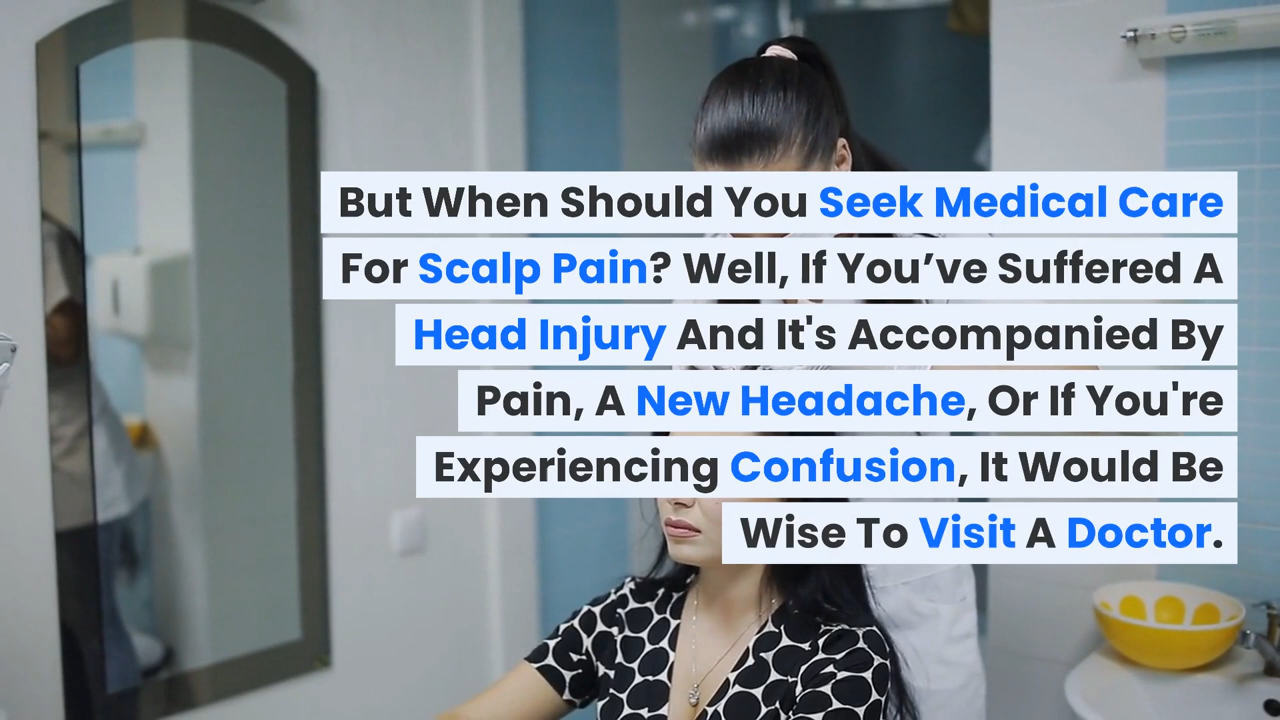 But When Should You Seek Medical Care
For Scalp Pain? Well, If You’ve Suffered A
Head Injury And It's Accompanied By
Pain, A New Headache, Or If You're
Experiencing Confusion, It Would Be
Wise To Visit A Doctor.